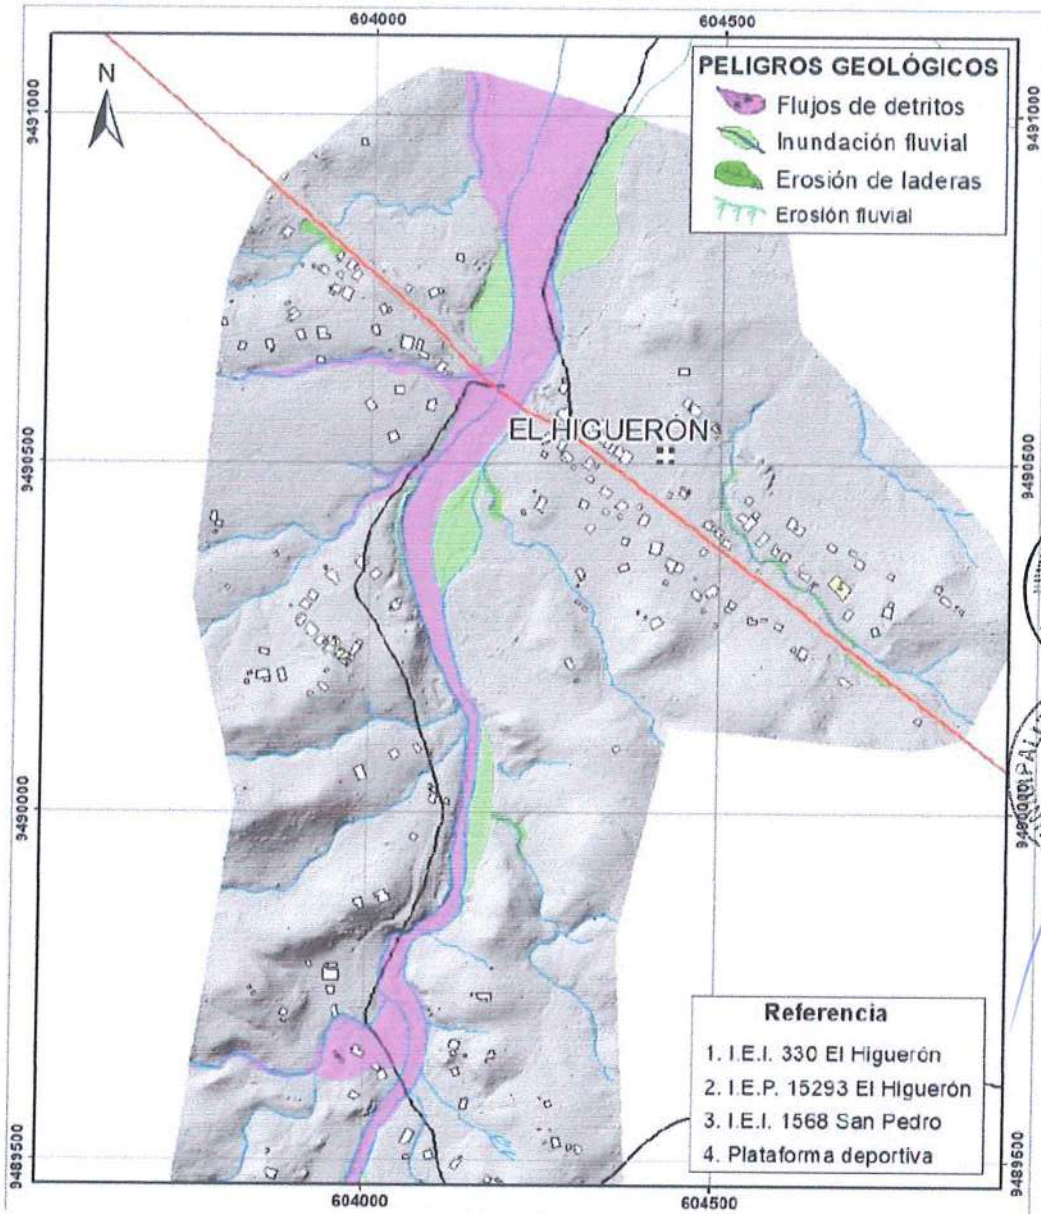 604000
604500
N
9491000
9491000
PELIGROS GEOLÓGICOS
Flujos de detritos
Inundación fluvial
Erosión de laderas
Erosión fluvial
EL HIGUERÓN
9490500
9490500
9490000
9490000
9489500
9489500
Referencia
1. I.E.I. 330 El Higuerón
2. I.E.P. 15293 El Higuerón
3. I.E.I. 1568 San Pedro
4. Plataforma deportiva
604000
604500